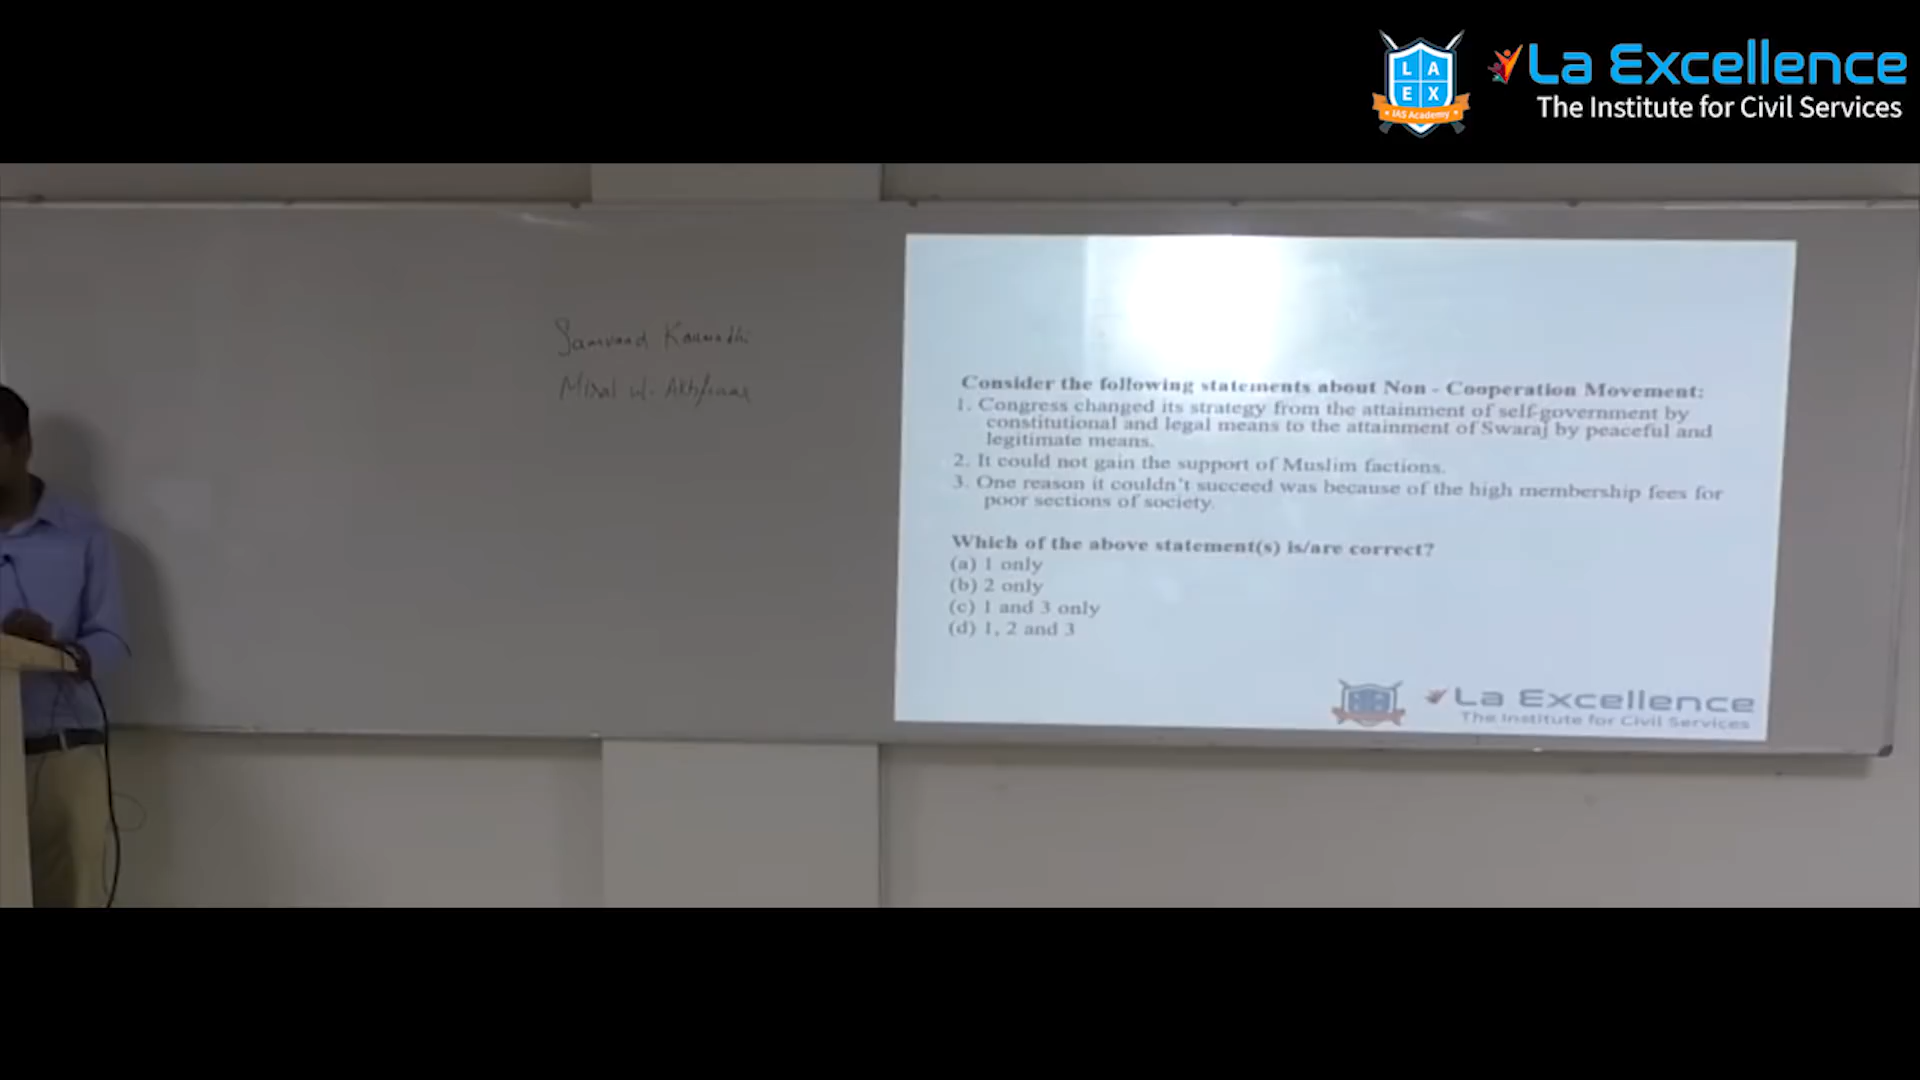 L A
E X
IAS Academy
La Excellence
The Institute for Civil Services
Consider the following statements about Non - Cooperation Movement:
1. Congress changed its strategy from the attainment of self-government by
constitutional and legal means to the attainment of Swaraj by peaceful and
legitimate means.
2. It could not gain the support of Muslim factions.
3. One reason it couldn't succeed was because of the high membership fees for
poor sections of society.
Which of the above statement(s) is/are correct?
(a) 1 only
(b) 2 only
(c) 1 and 3 only
(d) 1, 2 and 3
La Excellence
The Institute for Civil Services